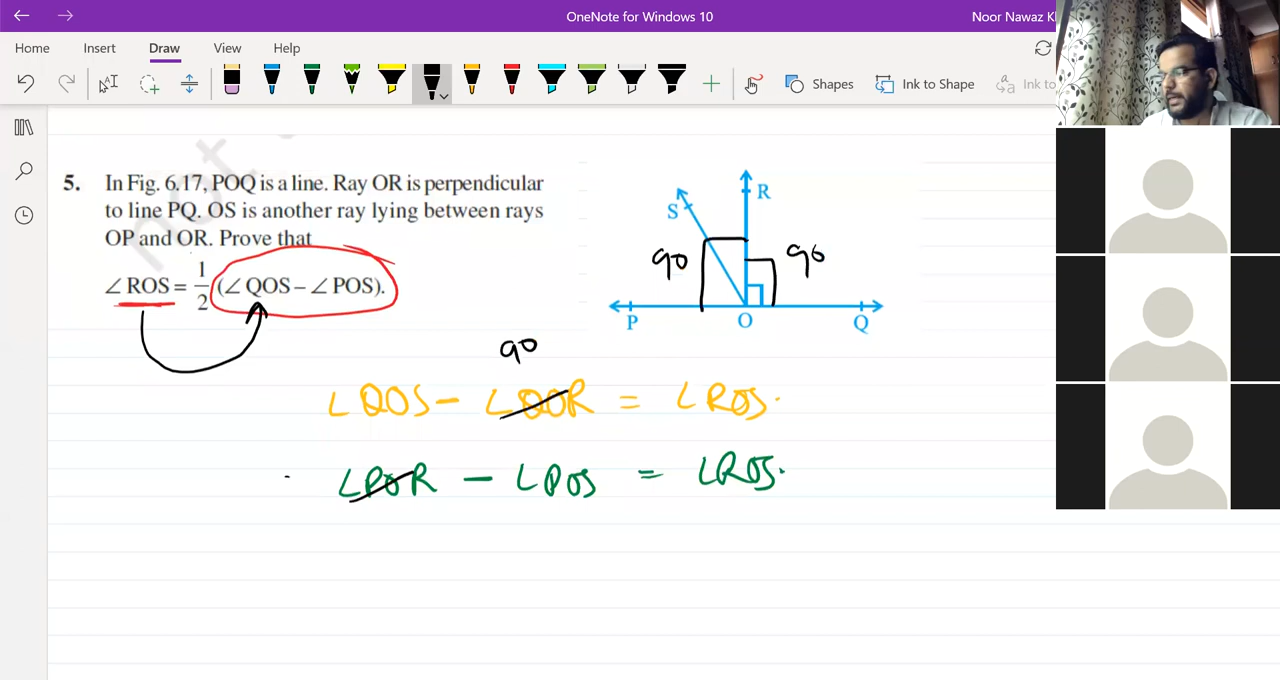 OneNote for Windows 10
Noor Nawaz K
Home Insert Draw View Help
Shapes Ink to Shape Ink to
not
5. In Fig. 6.17, POQ is a line. Ray OR is perpendicular
to line PQ. OS is another ray lying between rays
OP and OR. Prove that
∠ ROS = 1/2 (∠ QOS – ∠ POS).
R
S
90 90
P O Q
90
∠QOS – ∠QOR = ∠ROS.
∠POR – ∠POS = ∠ROS.